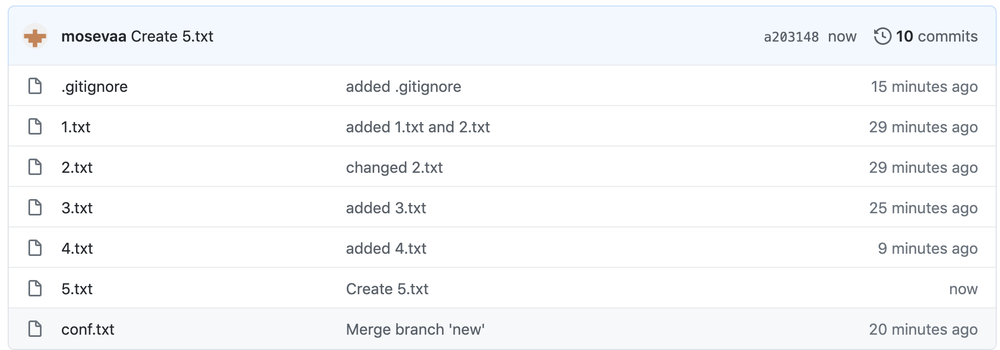 mosevaa Create 5.txt a203148 now 10 commits
.gitignore added .gitignore 15 minutes ago
1.txt added 1.txt and 2.txt 29 minutes ago
2.txt changed 2.txt 29 minutes ago
3.txt added 3.txt 25 minutes ago
4.txt added 4.txt 9 minutes ago
5.txt Create 5.txt now
conf.txt Merge branch 'new' 20 minutes ago